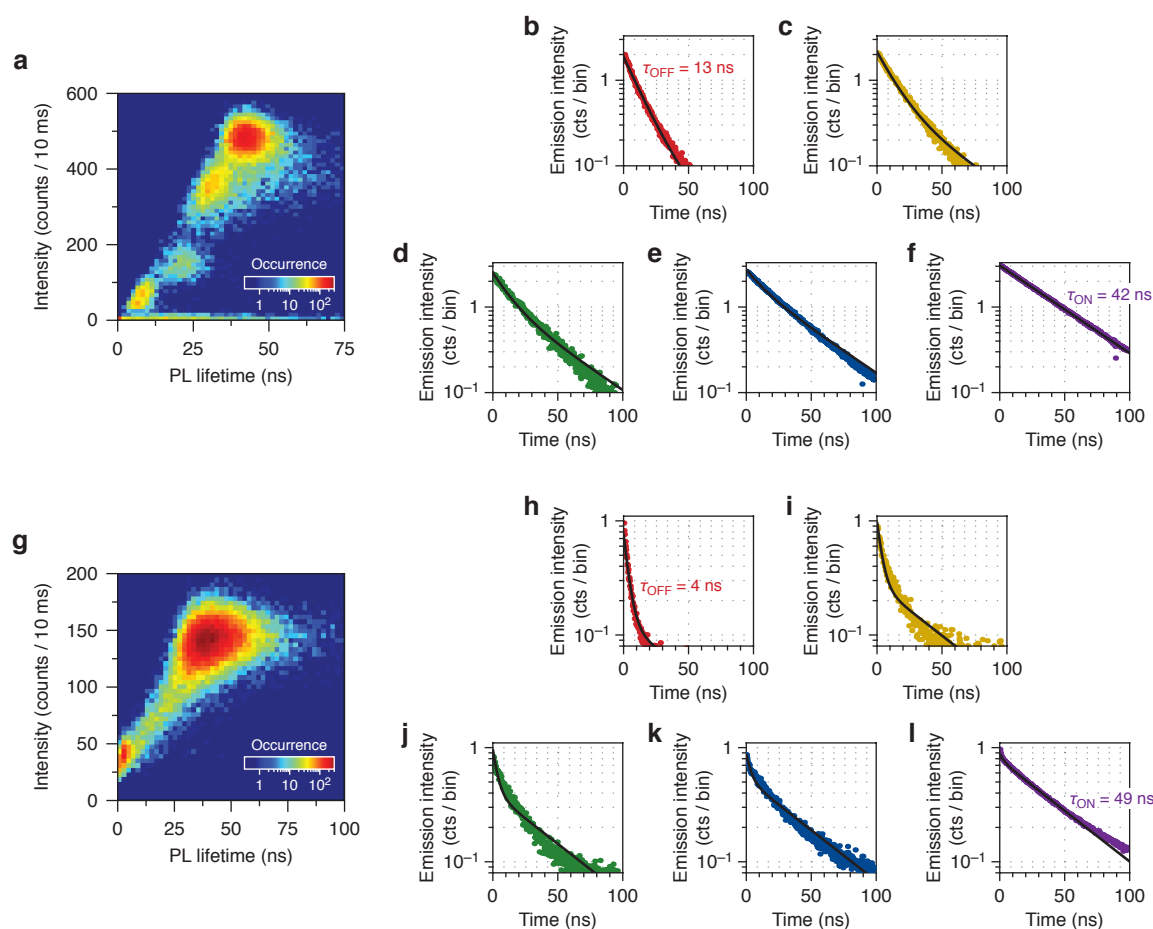 a
Intensity (counts / 10 ms)
600
400
200
0
0
25
50
75
PL lifetime (ns)
Occurrence
1 10 10²
b
Emission intensity
(cts / bin)
1
10⁻¹
τOFF = 13 ns
0 50 100
Time (ns)
c
Emission intensity
(cts / bin)
1
10⁻¹
0 50 100
Time (ns)
d
Emission intensity
(cts / bin)
1
10⁻¹
0 50 100
Time (ns)
e
Emission intensity
(cts / bin)
1
10⁻¹
0 50 100
Time (ns)
f
Emission intensity
(cts / bin)
1
10⁻¹
τON = 42 ns
0 50 100
Time (ns)
g
Intensity (counts / 10 ms)
200
150
100
50
0
0 25 50 75 100
PL lifetime (ns)
Occurrence
1 10 10²
h
Emission intensity
(cts / bin)
1
10⁻¹
τOFF = 4 ns
0 50 100
Time (ns)
i
Emission intensity
(cts / bin)
1
10⁻¹
0 50 100
Time (ns)
j
Emission intensity
(cts / bin)
1
10⁻¹
0 50 100
Time (ns)
k
Emission intensity
(cts / bin)
1
10⁻¹
0 50 100
Time (ns)
l
Emission intensity
(cts / bin)
1
10⁻¹
τON = 49 ns
0 50 100
Time (ns)